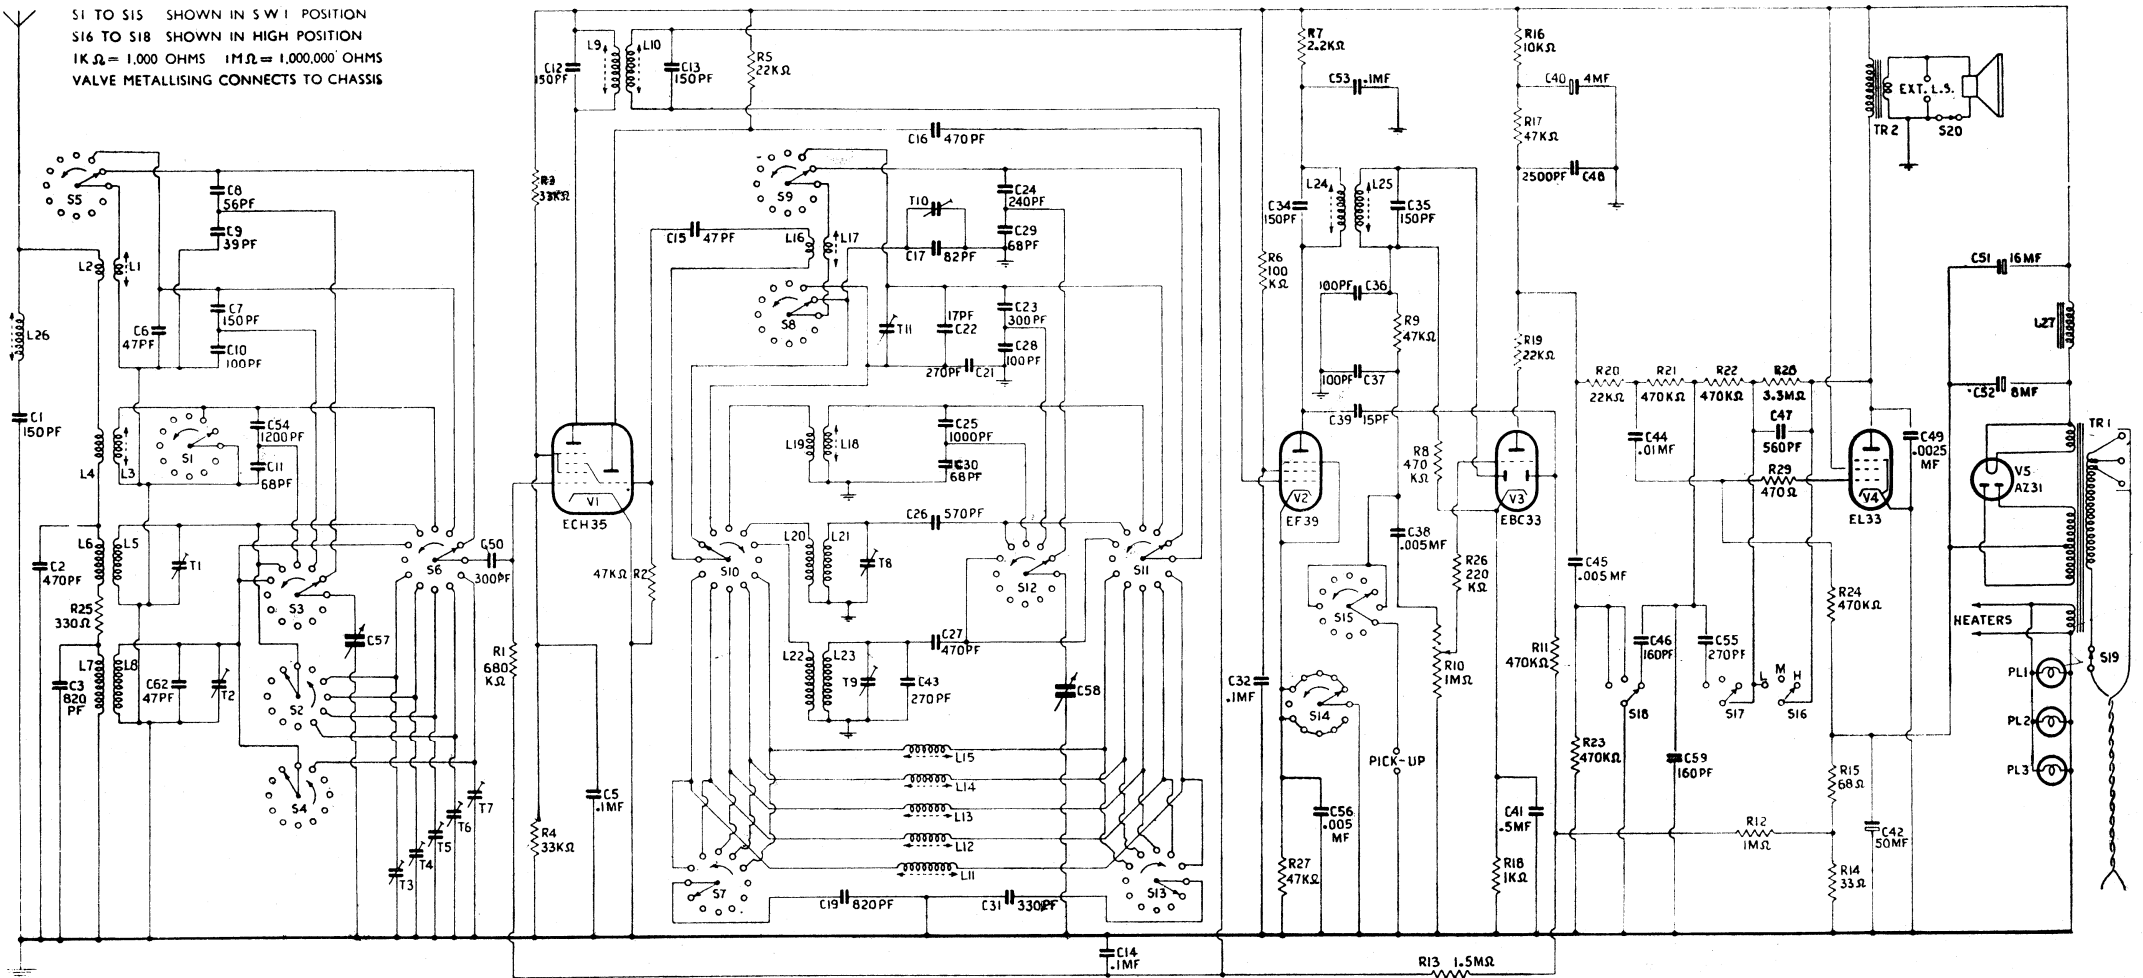 S1 TO S15 SHOWN IN SW1 POSITION
S16 TO S18 SHOWN IN HIGH POSITION
1KΩ = 1,000 OHMS 1MΩ = 1,000,000 OHMS
VALVE METALLISING CONNECTS TO CHASSIS
S5
C8
56PF
C9
39PF
L2
L1
C7
150PF
C6
47PF
C10
100PF
L26
C1
150PF
L4
L3
S1
C54
1200PF
C11
68PF
L6
L5
T1
C2
470PF
R25
330Ω
S3
S6
C50
300PF
C57
L7
L8
C3
820
PF
C62
47PF
T2
S2
S4
T3
T4
T5
T6
T7
R1
680
KΩ
C12
150PF
L9
L10
C13
150PF
R5
22KΩ
R3
33KΩ
C16
470PF
S9
C15
47PF
L16
L17
T10
C17
82PF
C24
240PF
C29
68PF
S8
T11
17PF
C22
C23
300PF
C28
100PF
270PF
C21
V1
ECH35
L19
L18
C25
1000PF
C30
68PF
47KΩ
R2
S10
L20
L21
C26
570PF
T8
S12
S11
L22
L23
C27
470PF
T9
C43
270PF
C58
C5
.1MF
R4
33KΩ
L15
L14
L13
L12
L11
S7
S13
C19
820PF
C31
330PF
C14
.1MF
R7
2.2KΩ
C53
.1MF
R16
10KΩ
C40
4MF
R17
47KΩ
2500PF
C48
C34
150PF
L24
L25
C35
150PF
R6
100
KΩ
100PF
C36
R9
47KΩ
100PF
C37
C39
15PF
R19
22KΩ
V2
EF39
R8
470
KΩ
V3
EBC33
C38
.005MF
R26
220
KΩ
S15
R10
1MΩ
R11
470KΩ
C32
.1MF
S14
PICK-UP
C56
.005
MF
R27
47KΩ
C41
.5MF
R18
1KΩ
R13 1.5MΩ
TR2
EXT. L.S.
S20
C51
16MF
L27
C52
8MF
R20
22KΩ
R21
470KΩ
R22
470KΩ
R28
3.3MΩ
C47
560PF
C44
.01MF
R29
470Ω
V4
EL33
C49
.0025
MF
V5
AZ31
TR1
C45
.005MF
R24
470KΩ
HEATERS
C46
160PF
C55
270PF
L
M
H
S18
S17
S16
PL1
S19
PL2
PL3
R23
470KΩ
C59
160PF
R15
68Ω
R12
1MΩ
C42
50MF
R14
33Ω